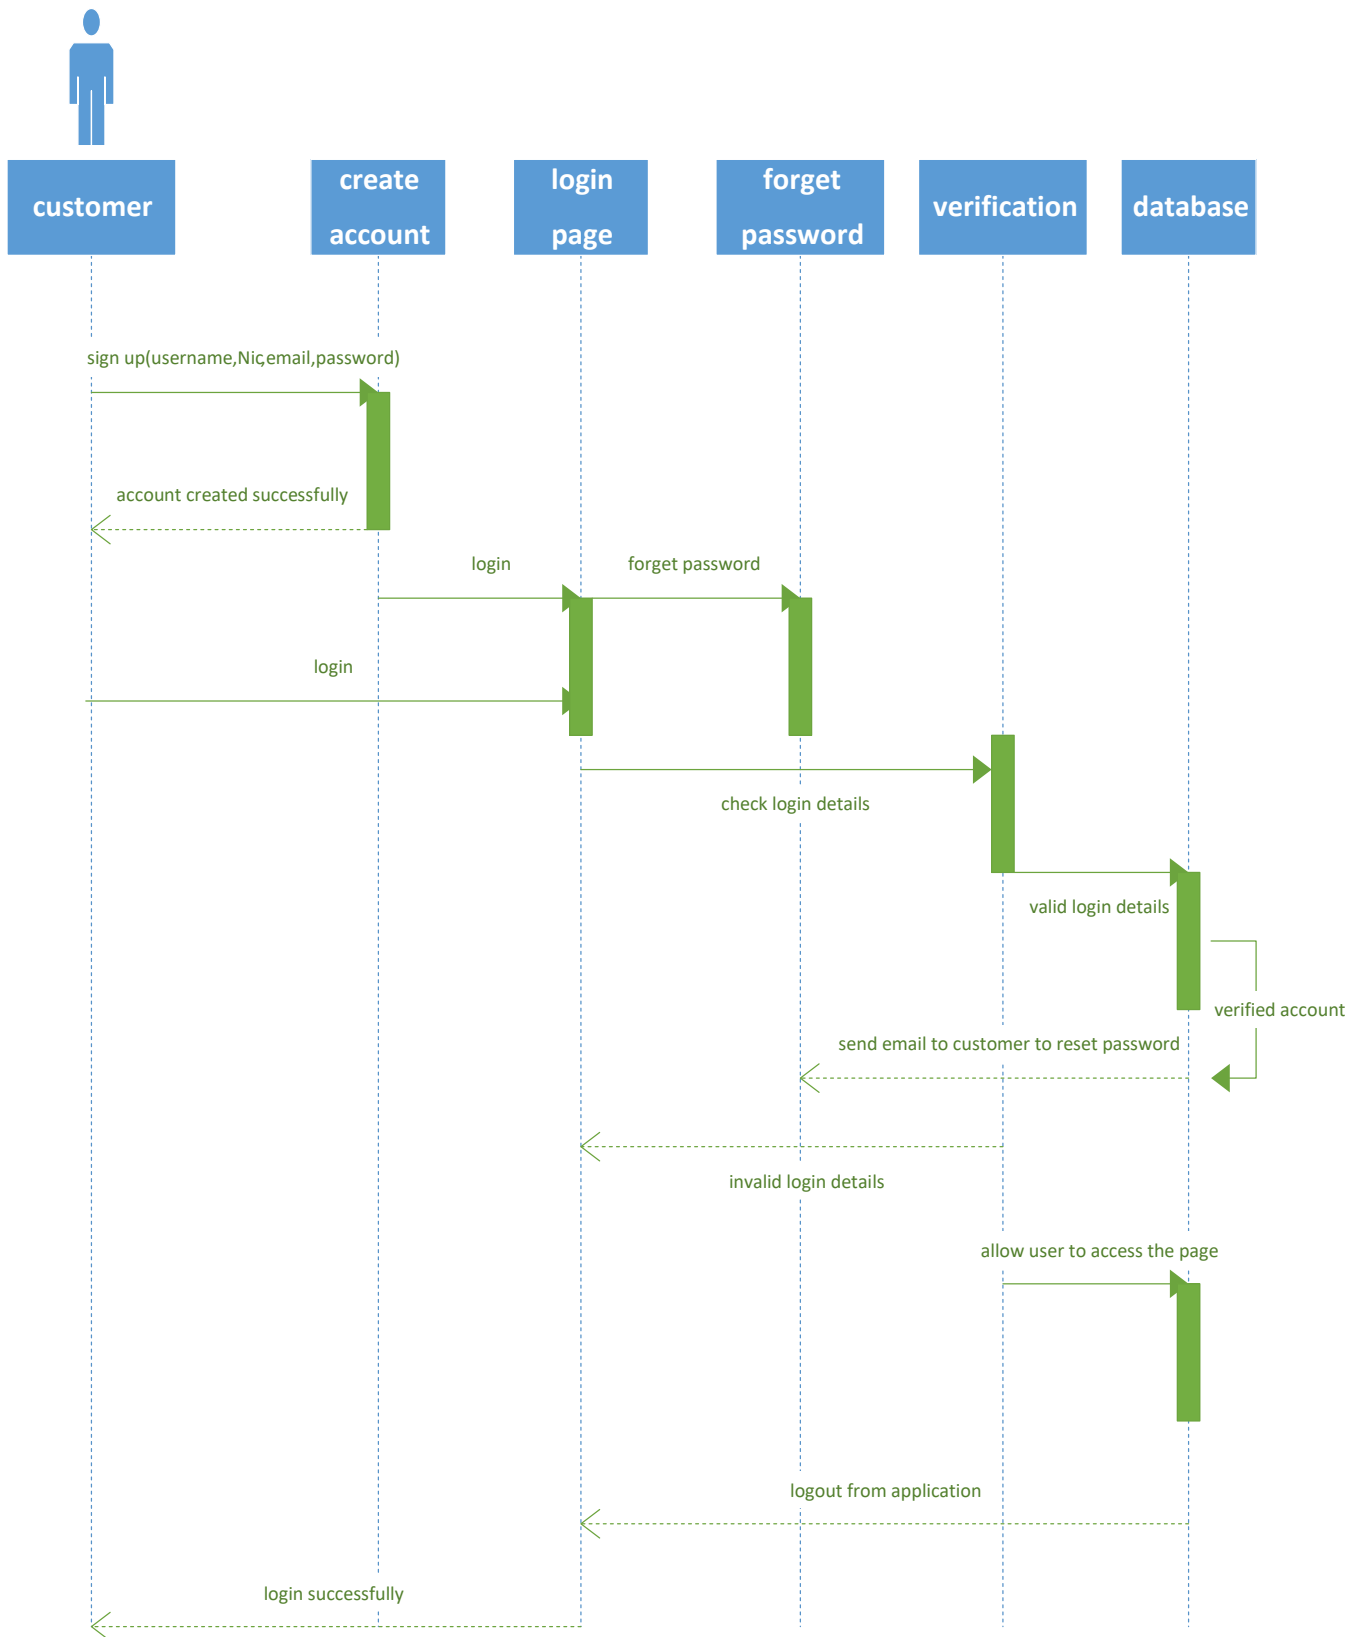 customer
create
account
login
page
forget
password
verification
database
sign up(username,Nic,email,password)
account created successfully
login
forget password
login
check login details
valid login details
verified account
send email to customer to reset password
invalid login details
allow user to access the page
logout from application
login successfully